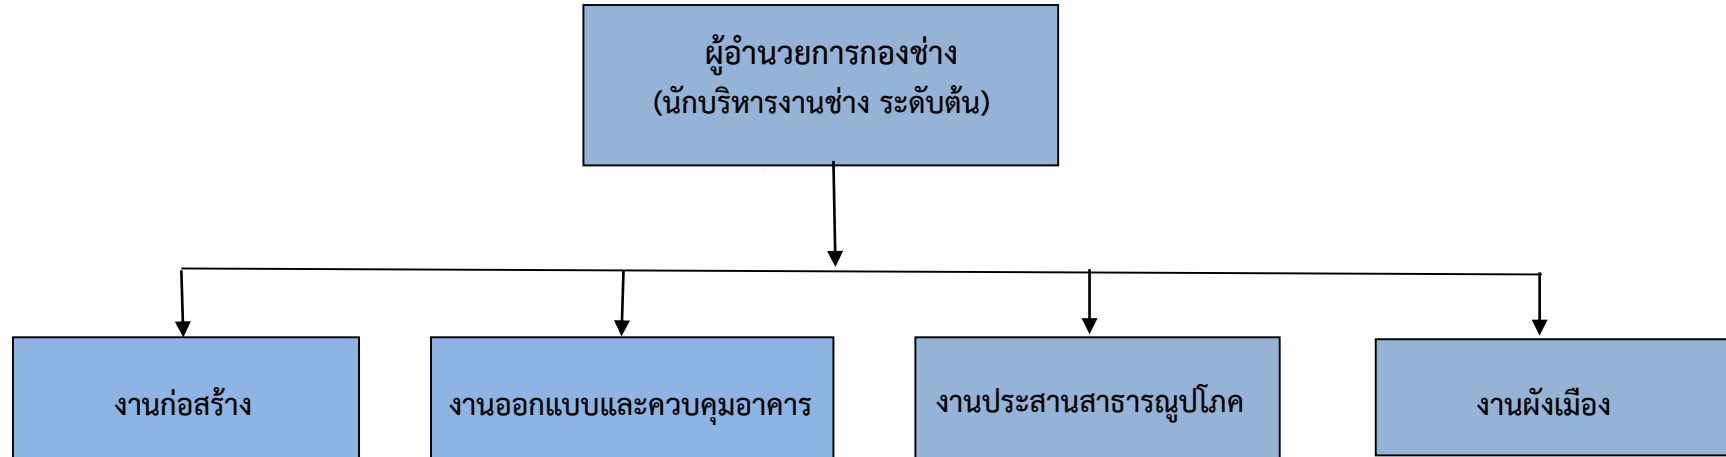 ผู้อำนวยการกองช่าง
(นักบริหารงานช่าง ระดับต้น)
งานก่อสร้าง
งานออกแบบและควบคุมอาคาร
งานประสานสาธารณูปโภค
งานผังเมือง